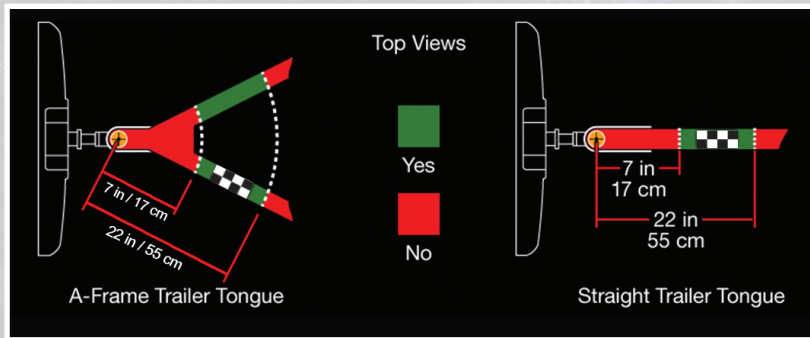 Top Views
Yes
No
7 in / 17 cm
22 in / 55 cm
A-Frame Trailer Tongue
7 in
17 cm
22 in
55 cm
Straight Trailer Tongue